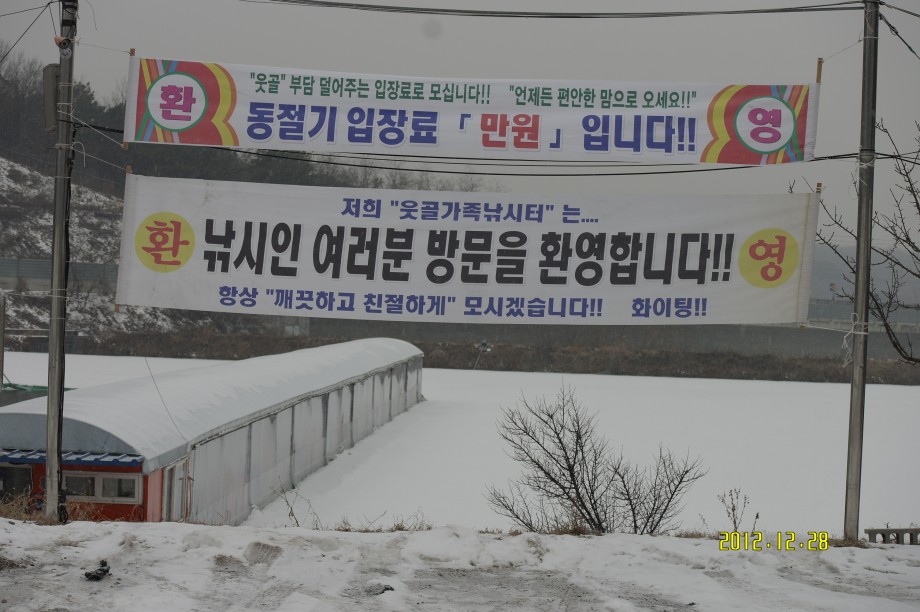 환 "웃골" 부담 덜어주는 입장료로 모십니다!! "언제든 편안한 맘으로 오세요!!" 영
동절기 입장료 「만원」 입니다!!
저희 "웃골가족낚시터" 는....
환 낚시인 여러분 방문을 환영합니다!! 영
항상 "깨끗하고 친절하게" 모시겠습니다!! 화이팅!!
2012.12.28